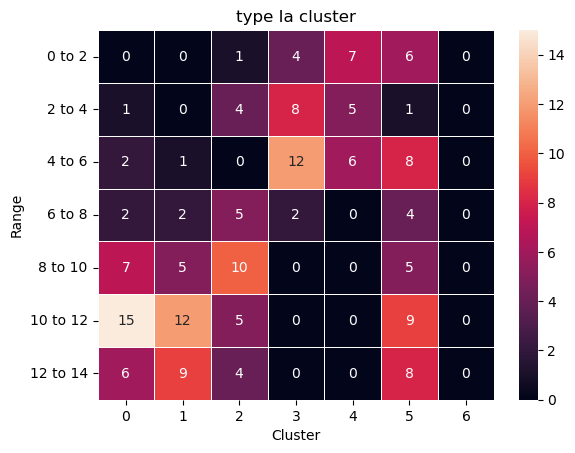 type la cluster
0 to 2 0 0 1 4 7 6 0
2 to 4 1 0 4 8 5 1 0
4 to 6 2 1 0 12 6 8 0
6 to 8 2 2 5 2 0 4 0
8 to 10 7 5 10 0 0 5 0
10 to 12 15 12 5 0 0 9 0
12 to 14 6 9 4 0 0 8 0
0 1 2 3 4 5 6
Cluster
Range
14
12
10
8
6
4
2
0